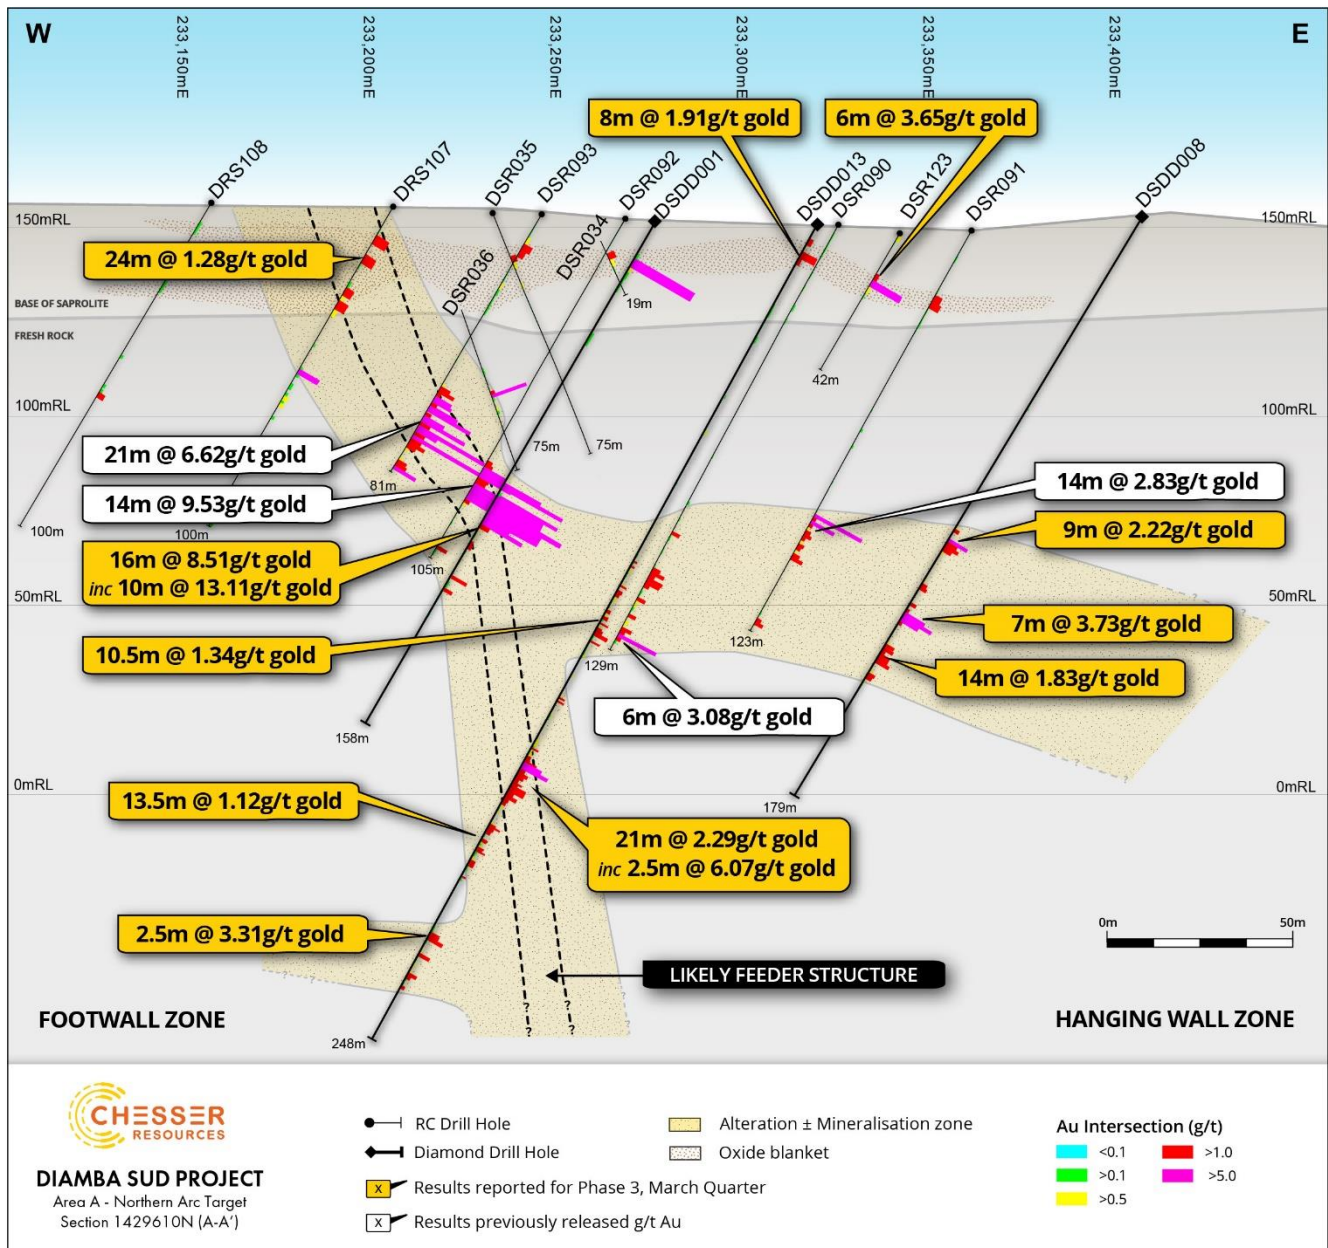 W
E
233,150mE
233,200mE
233,250mE
233,300mE
233,350mE
233,400mE
8m @ 1.91g/t gold
6m @ 3.65g/t gold
DRS108
DRS107
DSR035
DSR093
DSR092
DSDD001
DSDD013
DSR090
DSR123
DSR091
DSDD008
150mRL
150mRL
24m @ 1.28g/t gold
DSR034
DSR036
19m
BASE OF SAPROLITE
FRESH ROCK
42m
100mRL
100mRL
21m @ 6.62g/t gold
75m
75m
81m
14m @ 9.53g/t gold
14m @ 2.83g/t gold
100m
100m
9m @ 2.22g/t gold
16m @ 8.51g/t gold
inc 10m @ 13.11g/t gold
105m
50mRL
50mRL
7m @ 3.73g/t gold
123m
10.5m @ 1.34g/t gold
129m
14m @ 1.83g/t gold
6m @ 3.08g/t gold
158m
0mRL
0mRL
179m
13.5m @ 1.12g/t gold
21m @ 2.29g/t gold
inc 2.5m @ 6.07g/t gold
2.5m @ 3.31g/t gold
0m
50m
LIKELY FEEDER STRUCTURE
? ?
? ?
FOOTWALL ZONE
HANGING WALL ZONE
248m
CHESSER
RESOURCES
DIAMBA SUD PROJECT
Area A - Northern Arc Target
Section 1429610N (A-A’)
RC Drill Hole
Diamond Drill Hole
X Results reported for Phase 3, March Quarter
X Results previously released g/t Au
Alteration ± Mineralisation zone
Oxide blanket
Au Intersection (g/t)
<0.1
>1.0
>0.1
>5.0
>0.5